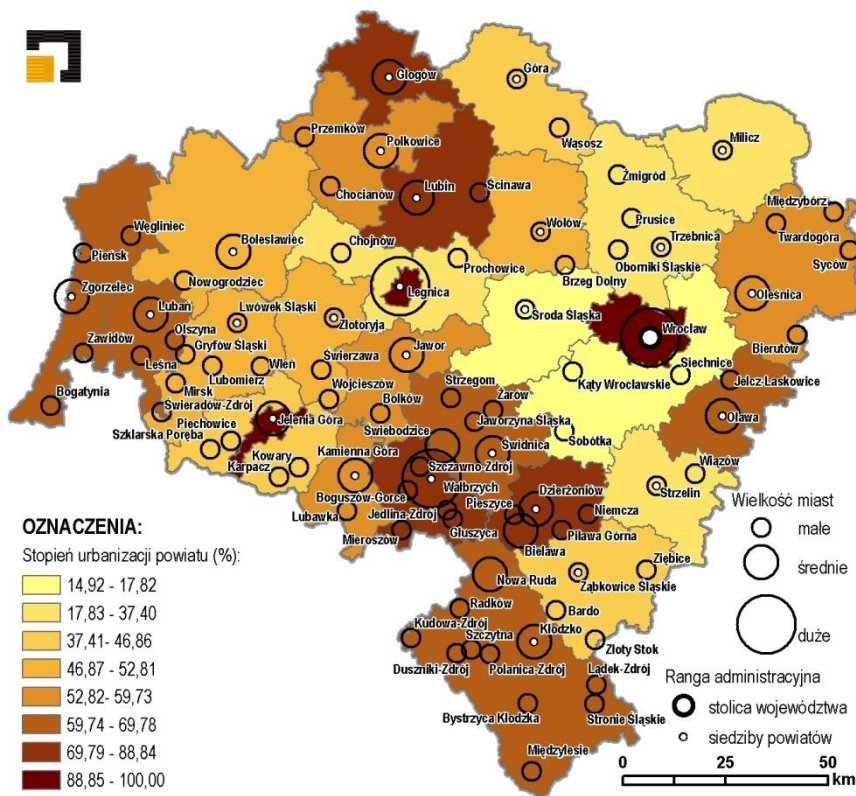 Głogów
Góra
Przemków
Polkowice
Wąsosz
Milicz
Żmigród
Chocianów
Lubin
Ścinawa
Międzybórz
Węgliniec
Bolesławiec
Wołów
Prusice
Trzebnica
Twardogóra
Pieńsk
Chojnów
Prochowice
Oborniki Śląskie
Syców
Nowogrodziec
Brzeg Dolny
Zgorzelec
Legnica
Oleśnica
Lubań
Lwówek Śląski
Złotoryja
Środa Śląska
Wrocław
Olszyna
Jawor
Bierutów
Zawidów
Gryfów Śląski
Świerzawa
Siechnice
Leśna
Lubomierz
Wleń
Kąty Wrocławskie
Jelcz-Laskowice
Mirsk
Wojcieszów
Strzegom
Żarów
Bogatynia
Świeradów-Zdrój
Bolków
Oława
Piechowice
Jelenia Góra
Jaworzyna Śląska
Szklarska Poręba
Świebodzice
Sobótka
Kowary
Kamienna Góra
Świdnica
Karpacz
Szczawno-Zdrój
Wiązów
Wałbrzych
Strzelin
Boguszów-Gorce
Dzierżoniów
Lubawka
Jedlina-Zdrój
Pieszyce
Niemcza
Mieroszów
Głuszyca
Piława Górna
Bielawa
Ziębice
Nowa Ruda
Ząbkowice Śląskie
Radków
Bardo
Kudowa-Zdrój
Kłodzko
Szczytna
Złoty Stok
Duszniki-Zdrój
Polanica-Zdrój
Lądek-Zdrój
Bystrzyca Kłodzka
Stronie Śląskie
Międzylesie
OZNACZENIA:
Stopień urbanizacji powiatu (%):
14,92 - 17,82
17,83 - 37,40
37,41 - 46,86
46,87 - 52,81
52,82- 59,73
59,74 - 69,78
69,79 - 88,84
88,85 - 100,00
Wielkość miast
małe
średnie
duże
Ranga administracyjna
stolica województwa
siedziby powiatów
0 25 50
km